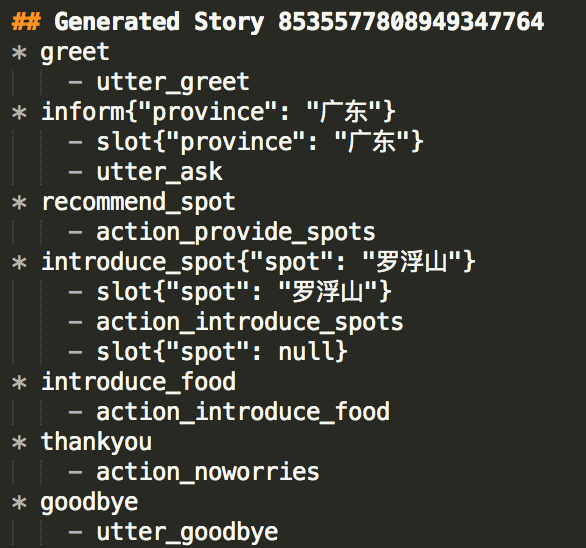 ## Generated Story 8535577808949347764
* greet
- utter_greet
* inform{"province": "广东"}
- slot{"province": "广东"}
- utter_ask
* recommend_spot
- action_provide_spots
* introduce_spot{"spot": "罗浮山"}
- slot{"spot": "罗浮山"}
- action_introduce_spots
- slot{"spot": null}
* introduce_food
- action_introduce_food
* thankyou
- action_noworries
* goodbye
- utter_goodbye